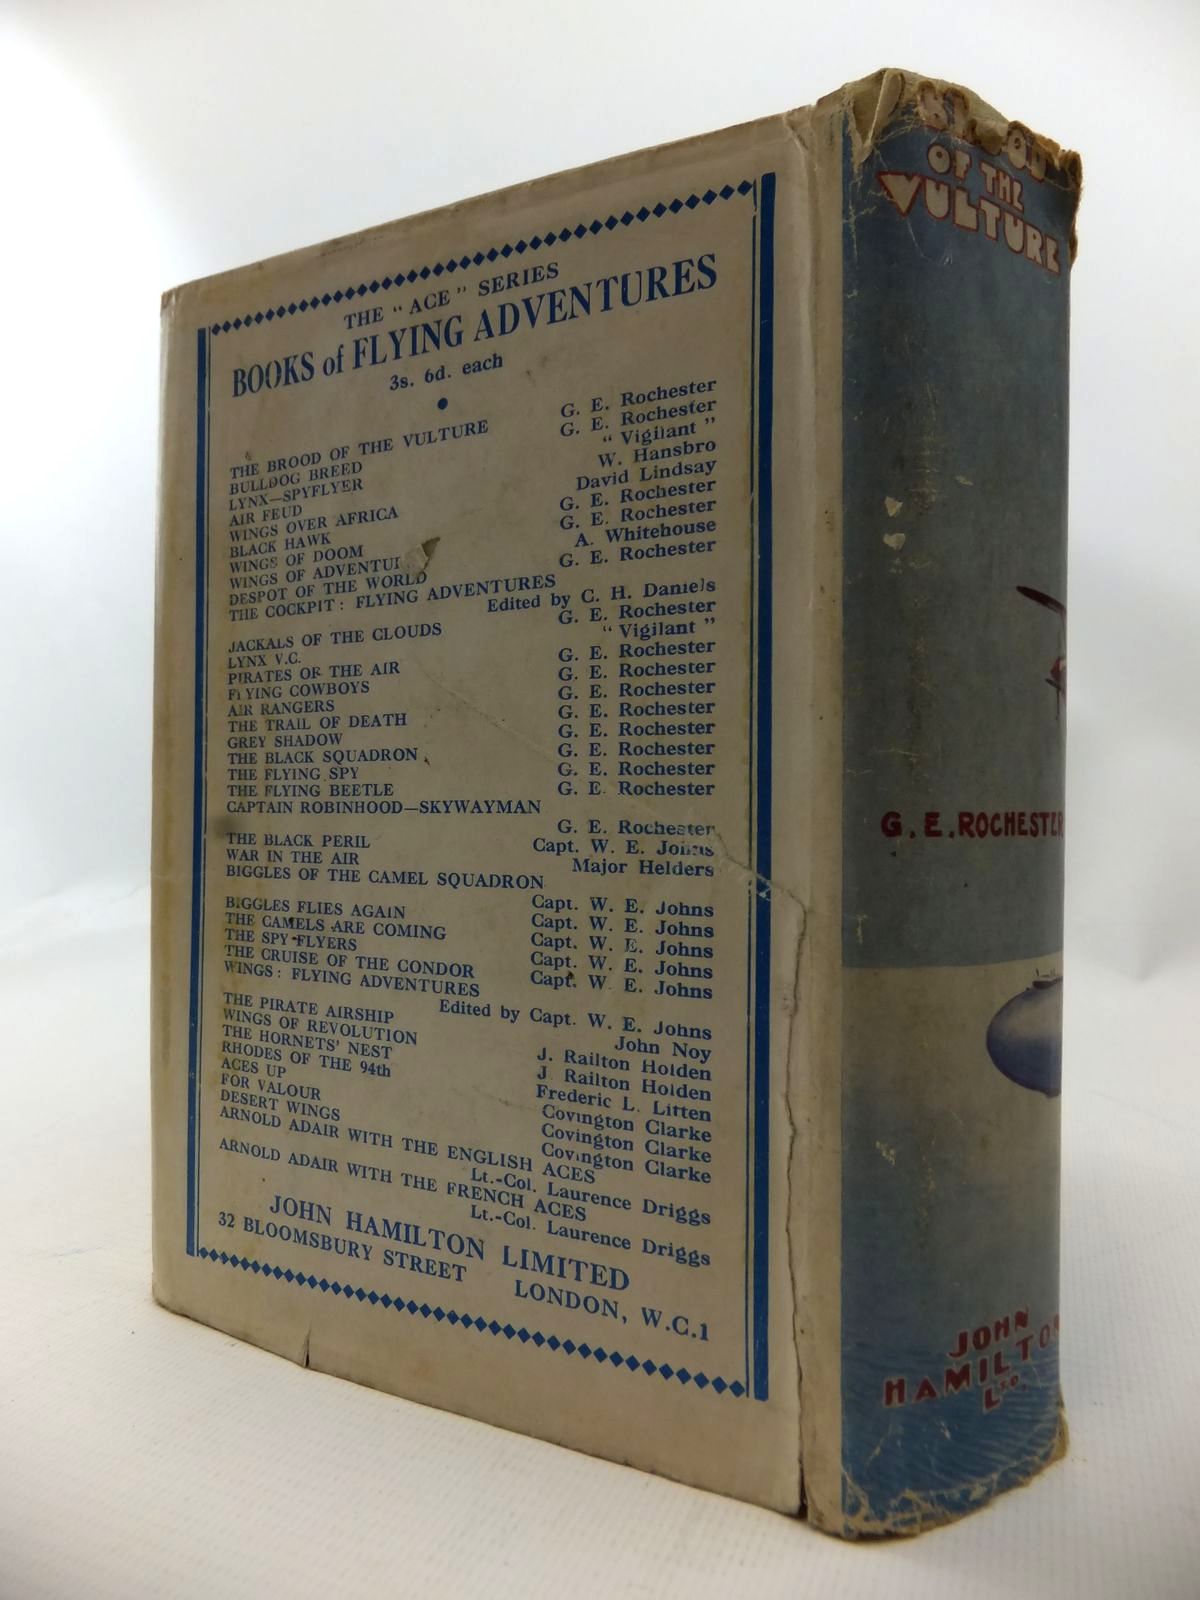 THE "ACE" SERIES
BOOKS of FLYING ADVENTURES
3s. 6d. each
THE BROOD OF THE VULTURE G. E. Rochester
BULLDOG BREED G. E. Rochester
LYNX—SPYFLYER "Vigilant"
AIR FEUD W. Hansbro
WINGS OVER AFRICA David Lindsay
BLACK HAWK G. E. Rochester
WINGS OF DOOM G. E. Rochester
WINGS OF ADVENTUR A. Whitehouse
DESPOT OF THE WORLD G. E. Rochester
THE COCKPIT: FLYING ADVENTURES
Edited by C. H. Daniels
JACKALS OF THE CLOUDS G. E. Rochester
LYNX V.C. "Vigilant"
PIRATES OF THE AIR G. E. Rochester
FLYING COWBOYS G. E. Rochester
AIR RANGERS G. E. Rochester
THE TRAIL OF DEATH G. E. Rochester
GREY SHADOW G. E. Rochester
THE BLACK SQUADRON G. E. Rochester
THE FLYING SPY G. E. Rochester
THE FLYING BEETLE G. E. Rochester
CAPTAIN ROBINHOOD—SKYWAYMAN
G. E. Rochester
THE BLACK PERIL Capt. W. E. Johns
WAR IN THE AIR Major Helders
BIGGLES OF THE CAMEL SQUADRON
Capt. W. E. Johns
BIGGLES FLIES AGAIN Capt. W. E. Johns
THE CAMELS ARE COMING Capt. W. E. Johns
THE SPY FLYERS Capt. W. E. Johns
THE CRUISE OF THE CONDOR Capt. W. E. Johns
WINGS: FLYING ADVENTURES
Edited by Capt. W. E. Johns
THE PIRATE AIRSHIP John Noy
WINGS OF REVOLUTION J. Railton Holden
THE HORNETS' NEST J. Railton Holden
RHODES OF THE 94th Frederic L. Litten
ACES UP Covington Clarke
FOR VALOUR Covington Clarke
DESERT WINGS Covington Clarke
ARNOLD ADAIR WITH THE ENGLISH ACES
Lt.-Col. Laurence Driggs
ARNOLD ADAIR WITH THE FRENCH ACES
Lt.-Col. Laurence Driggs
JOHN HAMILTON LIMITED
32 BLOOMSBURY STREET LONDON, W.C.1
BROOD
OF THE
VULTURE
G. E. ROCHESTER
JOHN
HAMILTON
LTD.